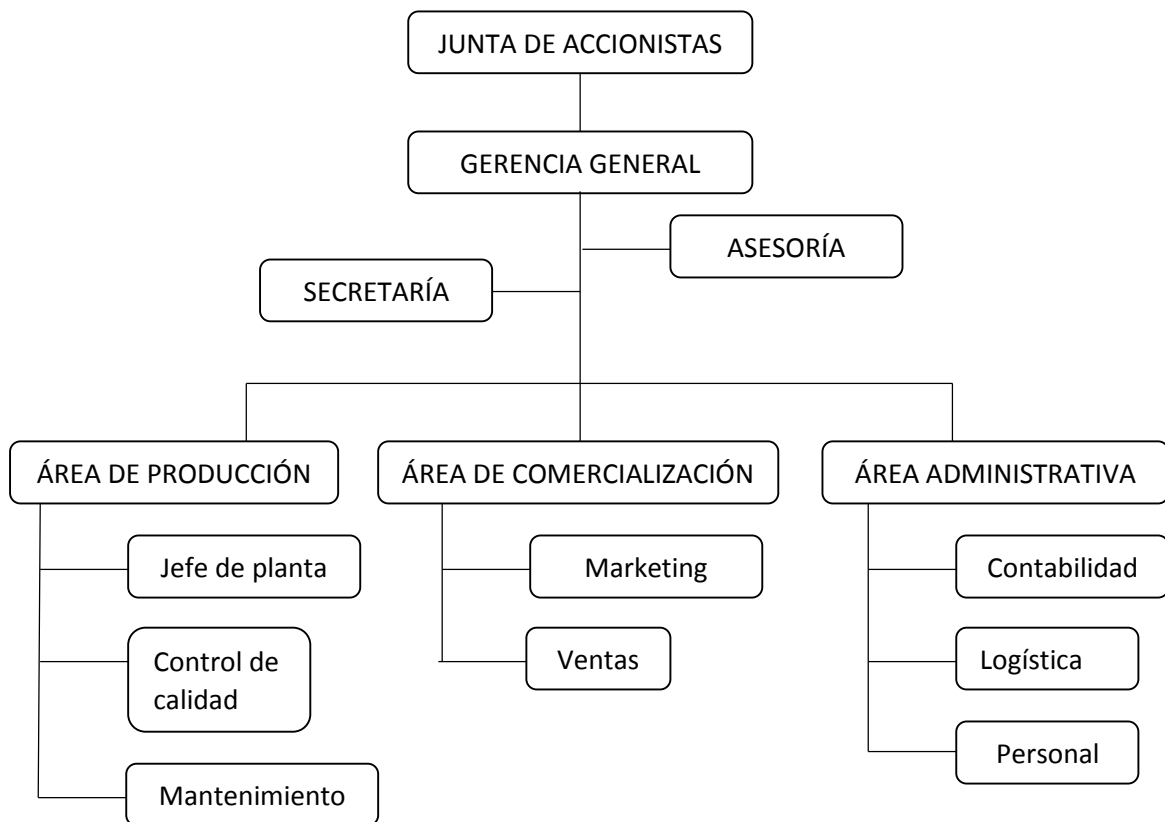 JUNTA DE ACCIONISTAS
GERENCIA GENERAL
ASESORÍA
SECRETARÍA
ÁREA DE PRODUCCIÓN
Jefe de planta
Control de
calidad
Mantenimiento
ÁREA DE COMERCIALIZACIÓN
Marketing
Ventas
ÁREA ADMINISTRATIVA
Contabilidad
Logística
Personal